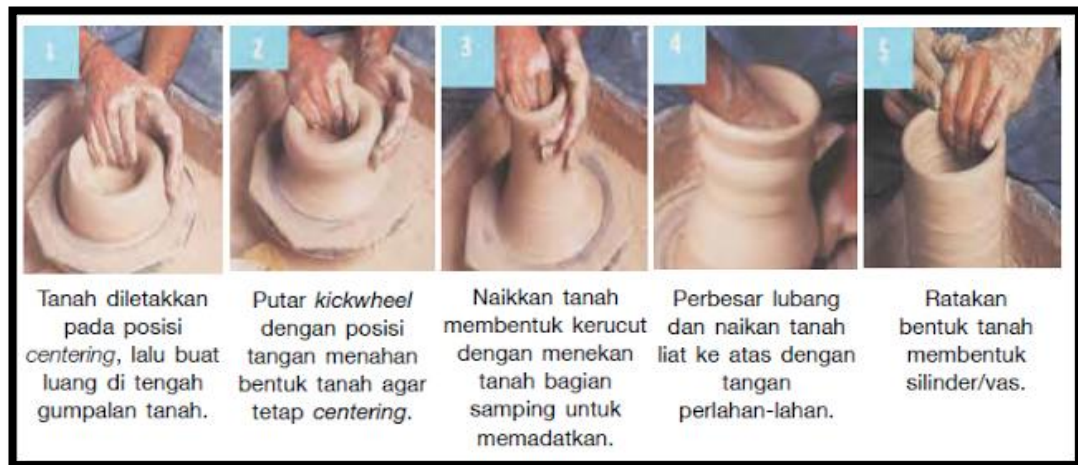 1
Tanah diletakkan
pada posisi
centering, lalu buat
luang di tengah
gumpalan tanah.
2
Putar kickwheel
dengan posisi
tangan menahan
bentuk tanah agar
tetap centering.
3
Naikkan tanah
membentuk kerucut
dengan menekan
tanah bagian
samping untuk
memadatkan.
4
Perbesar lubang
dan naikan tanah
liat ke atas dengan
tangan
perlahan-lahan.
5
Ratakan
bentuk tanah
membentuk
silinder/vas.